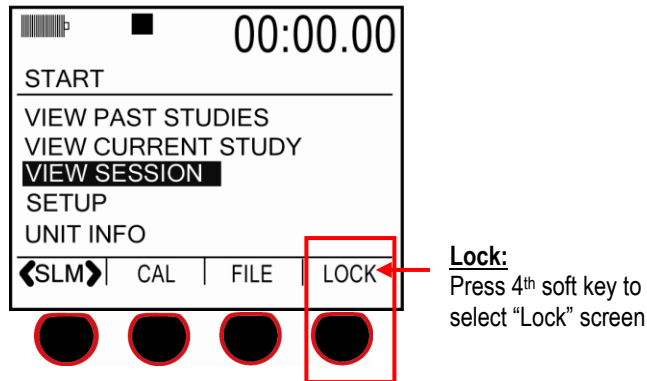 00:00.00
START
VIEW PAST STUDIES
VIEW CURRENT STUDY
VIEW SESSION
SETUP
UNIT INFO
❮SLM❯ | CAL | FILE | LOCK
Lock:
Press 4th soft key to
select “Lock” screen